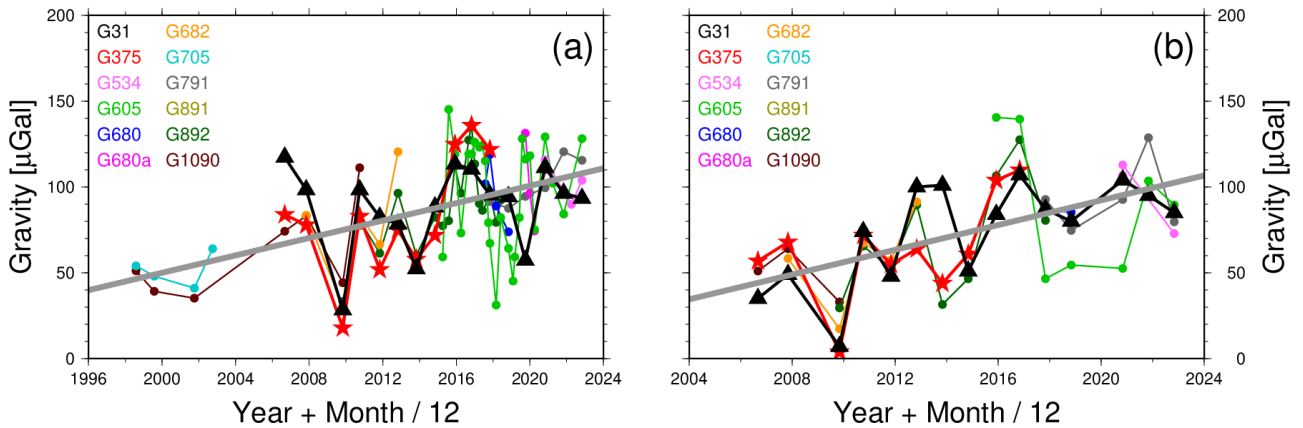 200
150
100
50
0
Gravity [µGal]
G31 G682
G375 G705
G534 G791
G605 G891
G680 G892
G680a G1090
(a)
1996 2000 2004 2008 2012 2016 2020 2024
Year + Month / 12
G31 G682
G375 G705
G534 G791
G605 G891
G680 G892
G680a G1090
(b)
2004 2008 2012 2016 2020 2024
Year + Month / 12
200
150
100
50
0
Gravity [µGal]